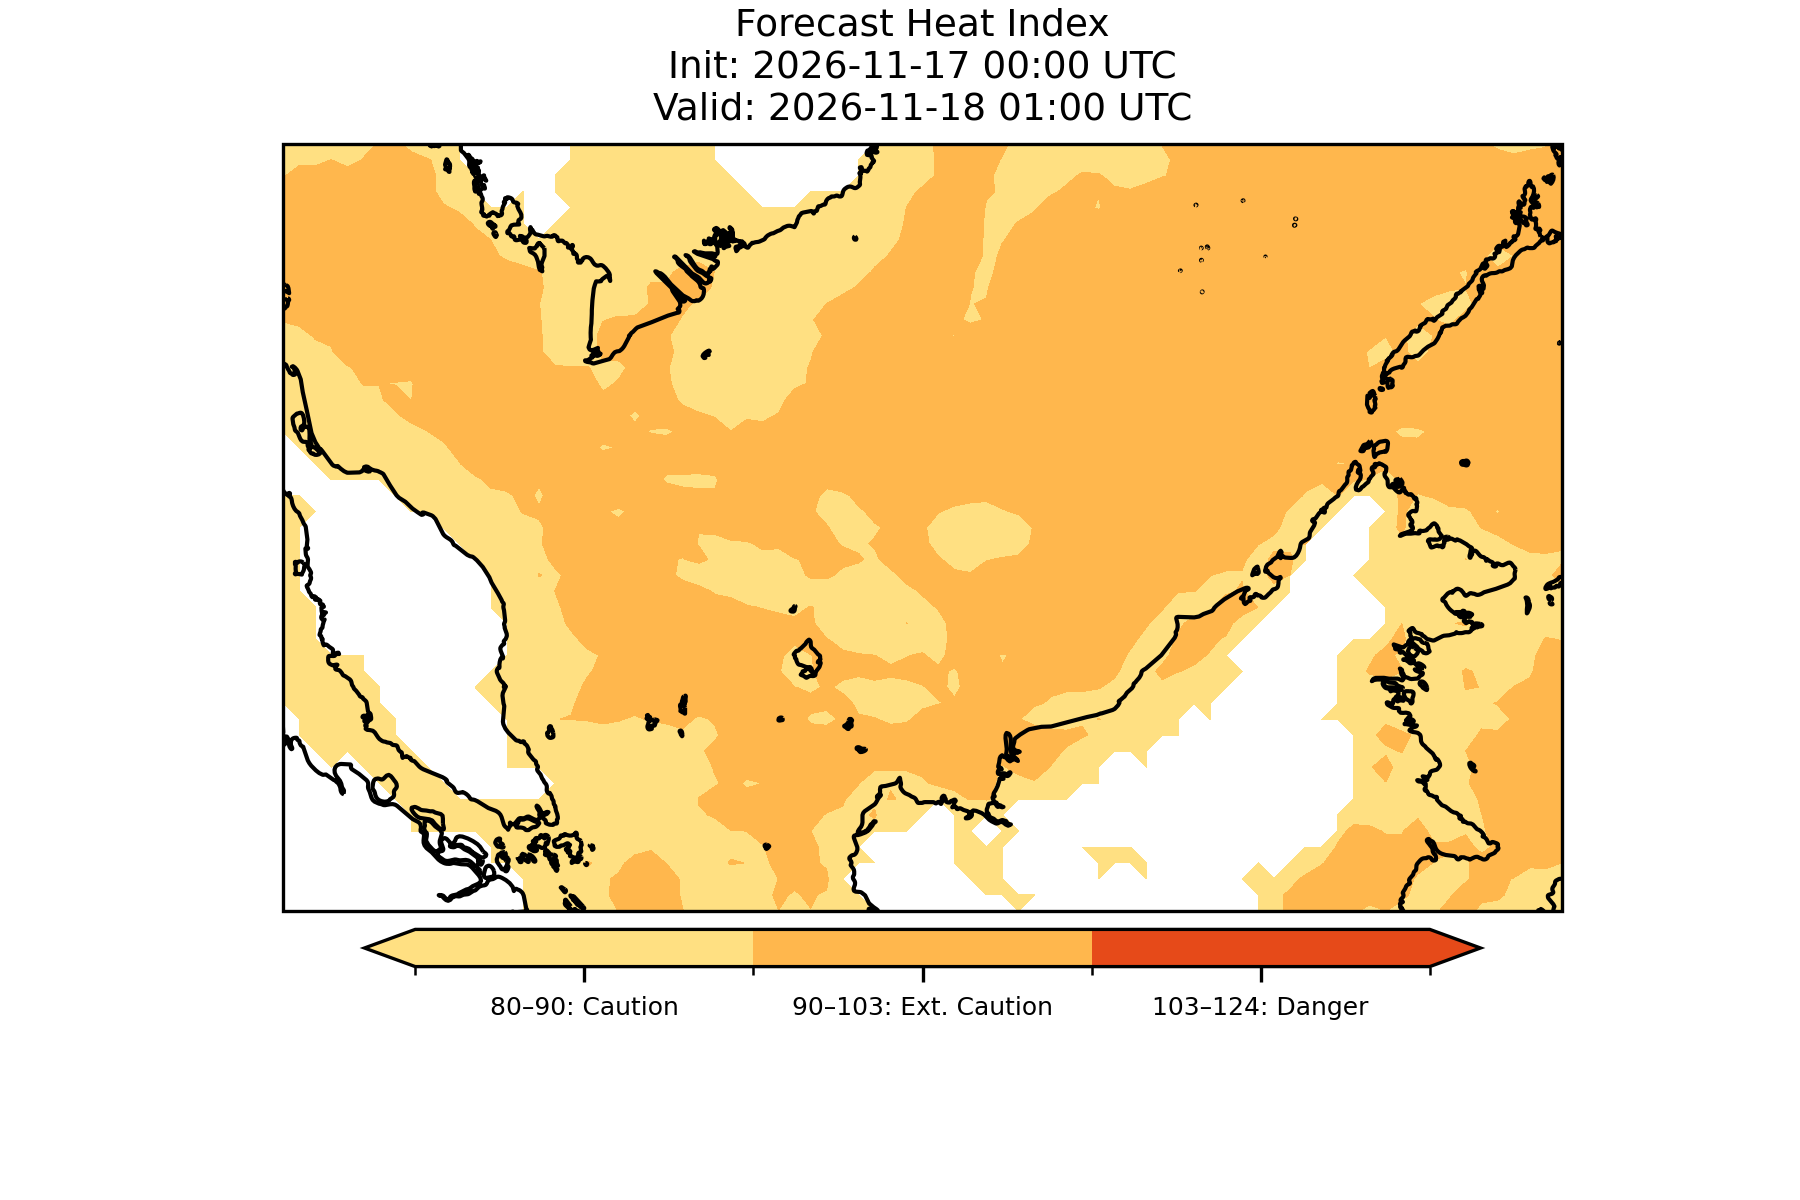 Forecast Heat Index
Init: 2026-11-17 00:00 UTC
Valid: 2026-11-18 01:00 UTC
80–90: Caution
90–103: Ext. Caution
103–124: Danger